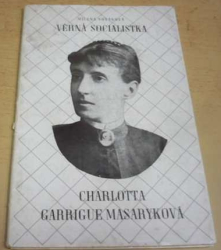 VĚRNÁ SOCIALISTKA
CHARLOTTA
GARRIGUE MASARYKOVÁ